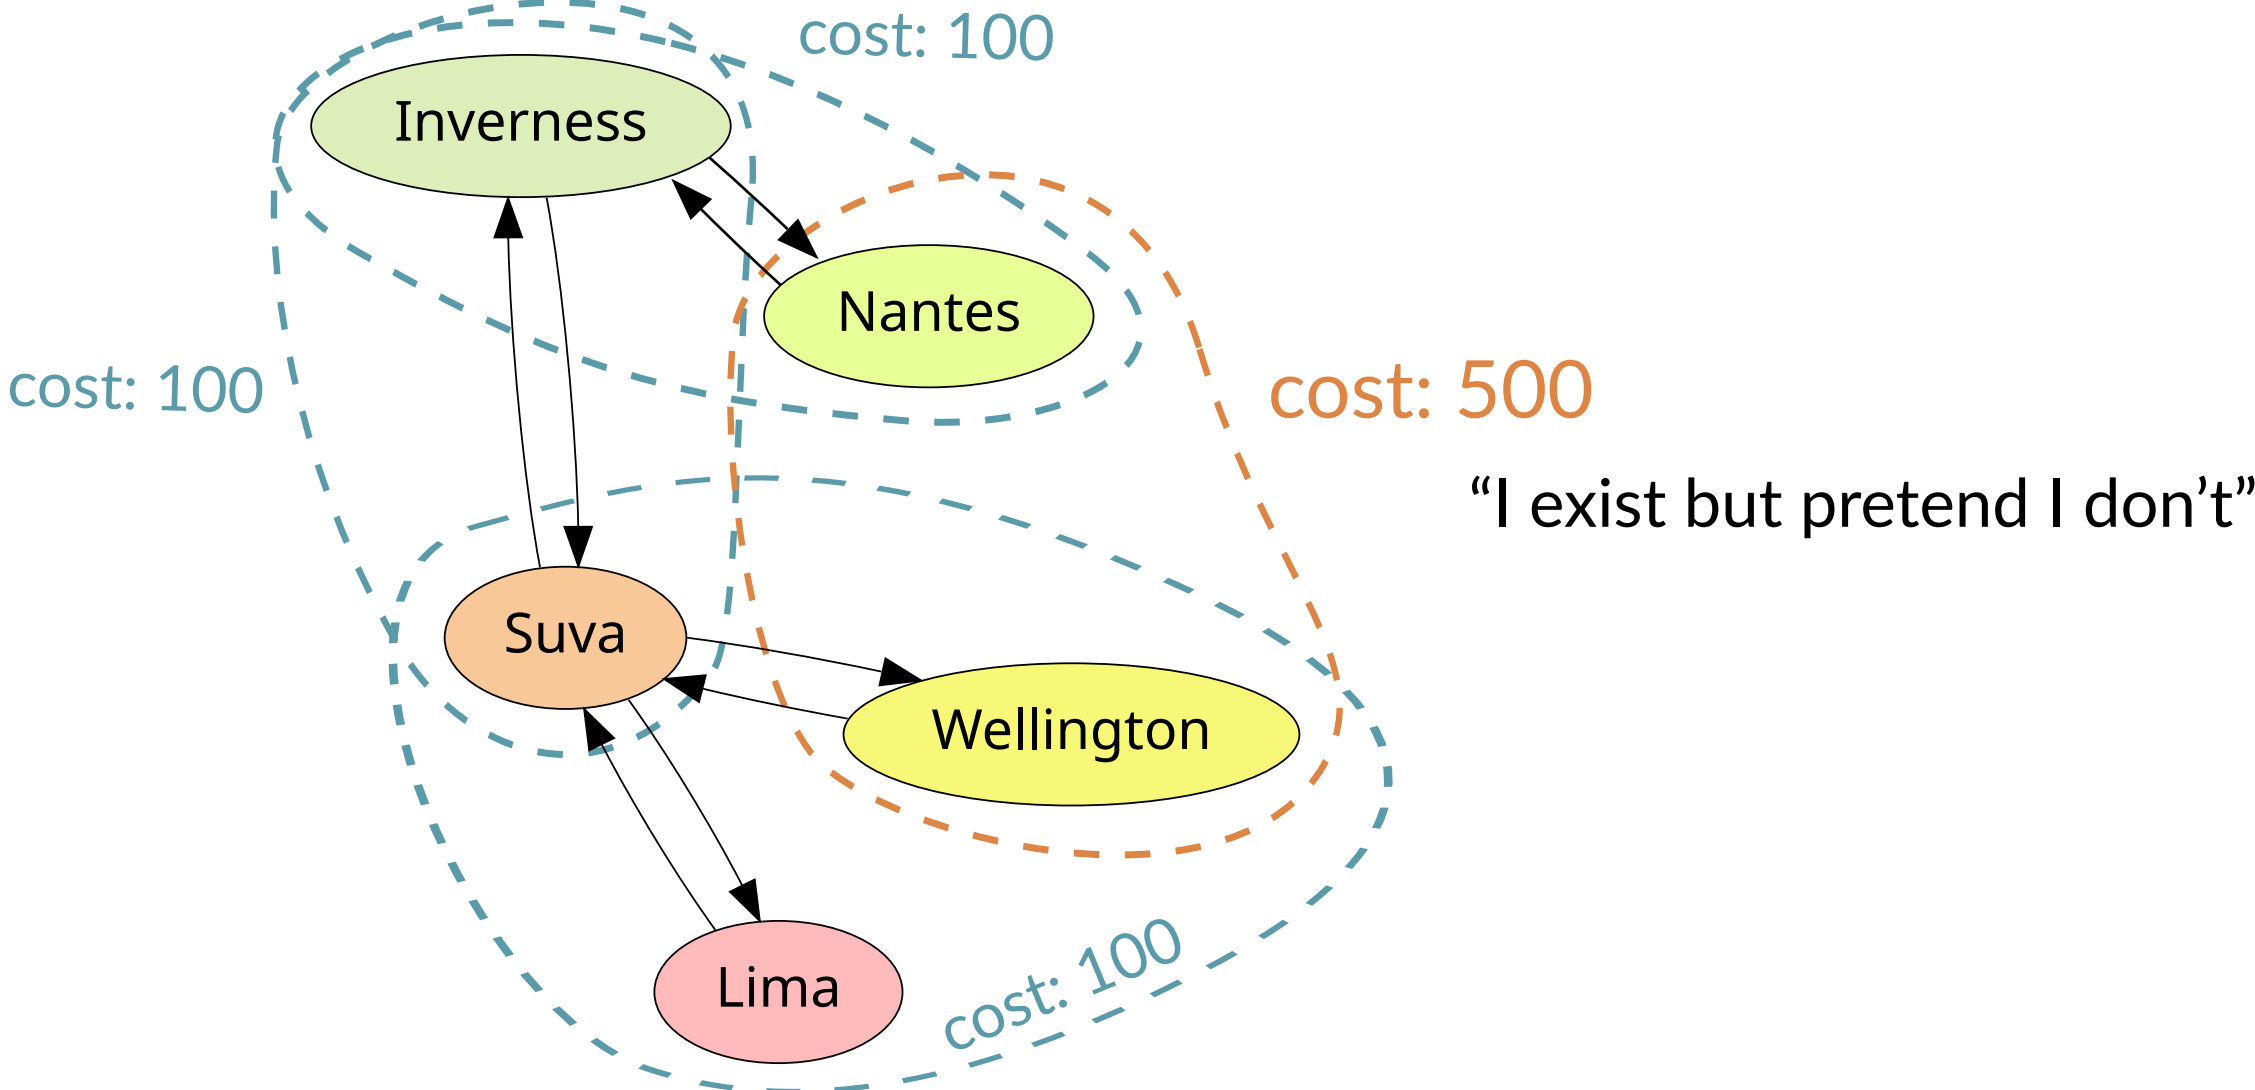 cost: 100
Inverness
Nantes
cost: 100
cost: 500
“I exist but pretend I don’t”
Suva
Wellington
Lima
cost: 100